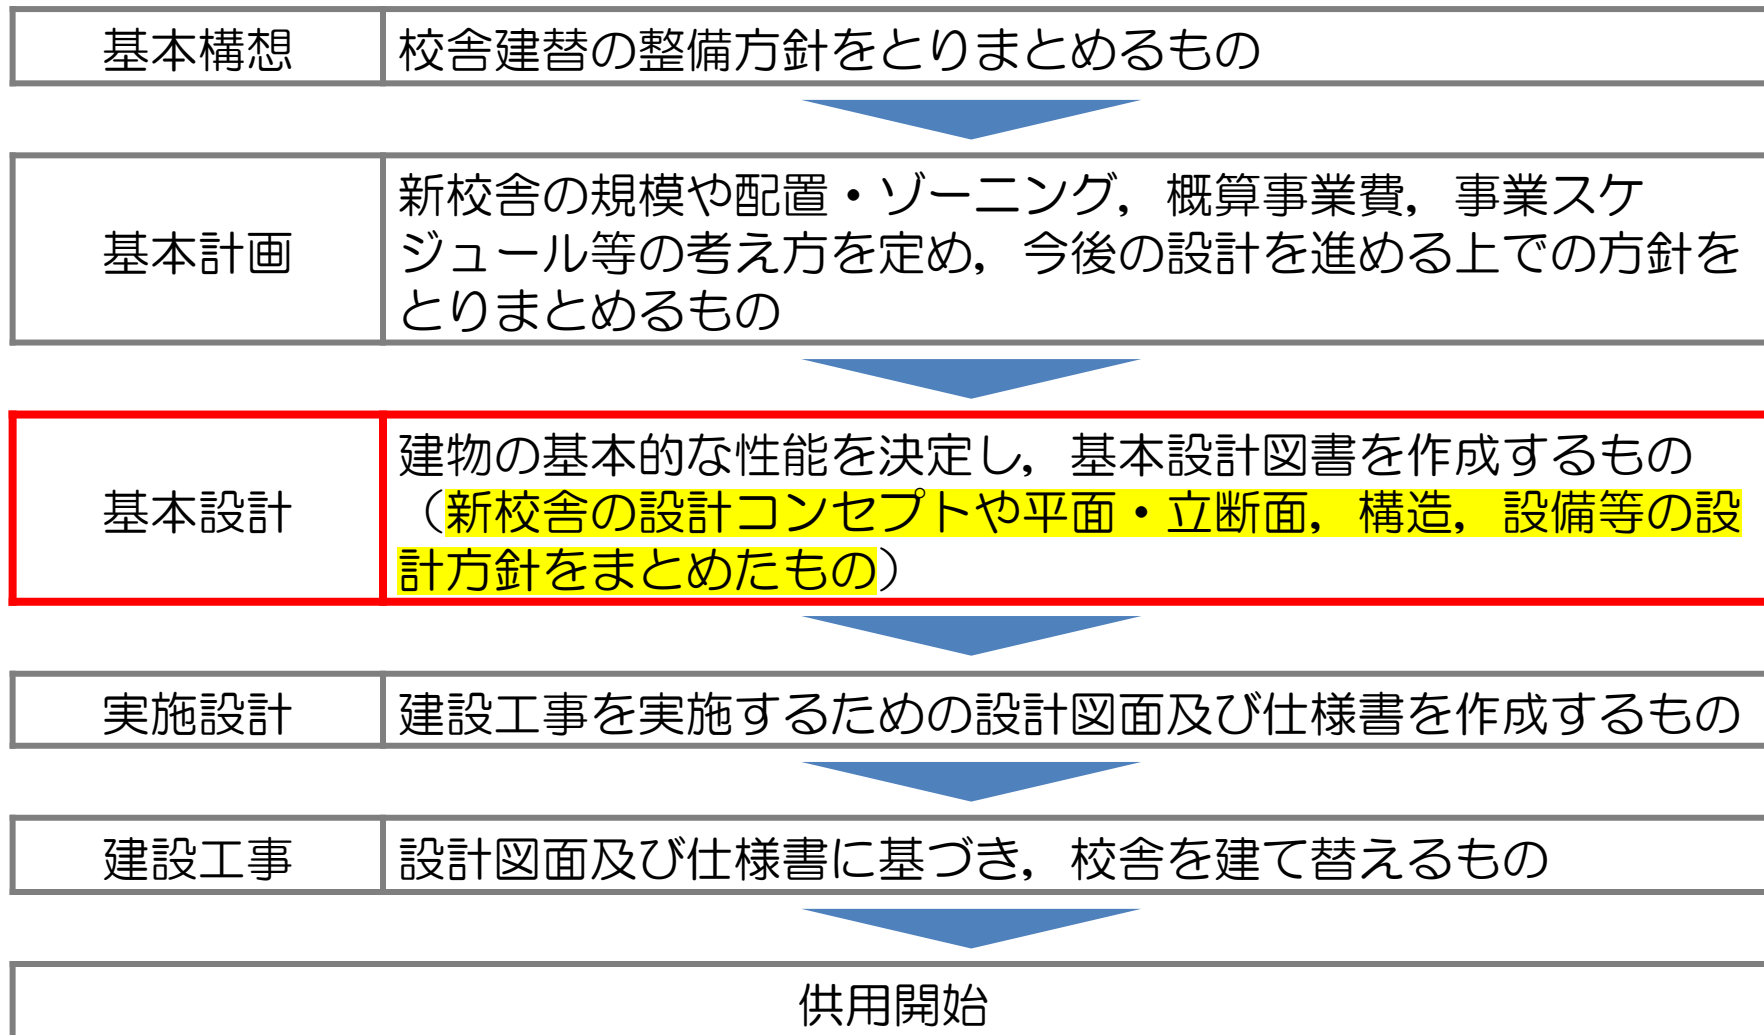 基本構想
校舎建替の整備方針をとりまとめるもの
基本計画
新校舎の規模や配置・ゾーニング，概算事業費，事業スケ
ジュール等の考え方を定め，今後の設計を進める上での方針を
とりまとめるもの
基本設計
建物の基本的な性能を決定し，基本設計図書を作成するもの
（新校舎の設計コンセプトや平面・立断面，構造，設備等の設
計方針をまとめたもの）
実施設計
建設工事を実施するための設計図面及び仕様書を作成するもの
建設工事
設計図面及び仕様書に基づき，校舎を建て替えるもの
供用開始